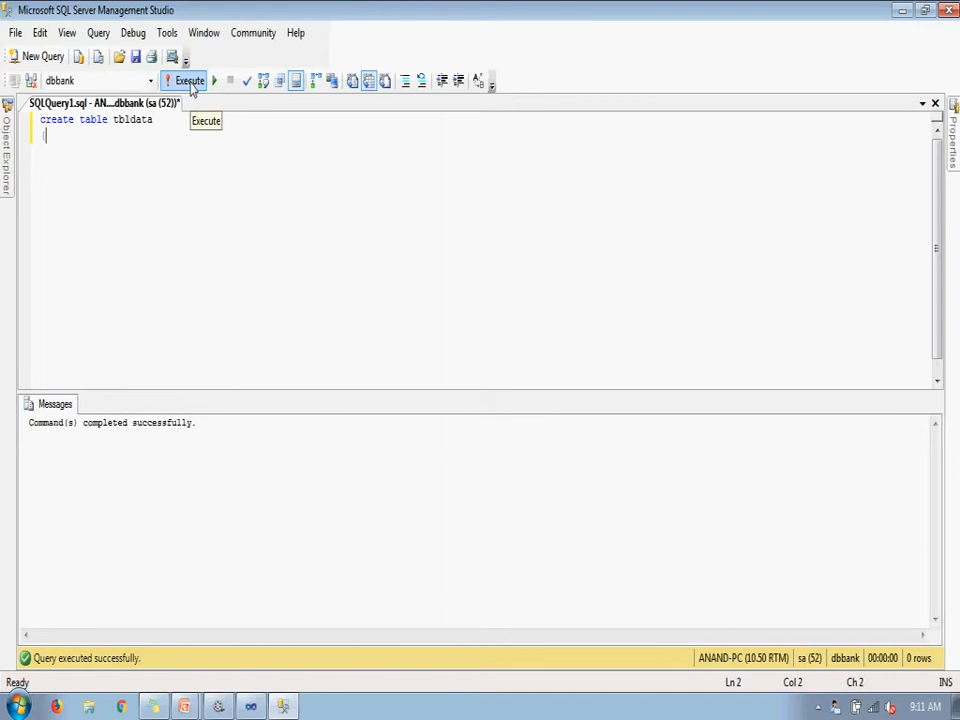 Microsoft SQL Server Management Studio
File Edit View Query Debug Tools Window Community Help
New Query
dbbank
Execute
SQLQuery1.sql - AN....dbbank (sa (52))*
create table tbldata
(
Execute
Object Explorer
Properties
Messages
Command(s) completed successfully.
Query executed successfully.
ANAND-PC (10.50 RTM) sa (52) dbbank 00:00:00 0 rows
Ready
Ln 2 Col 2 Ch 2 INS
9:11 AM